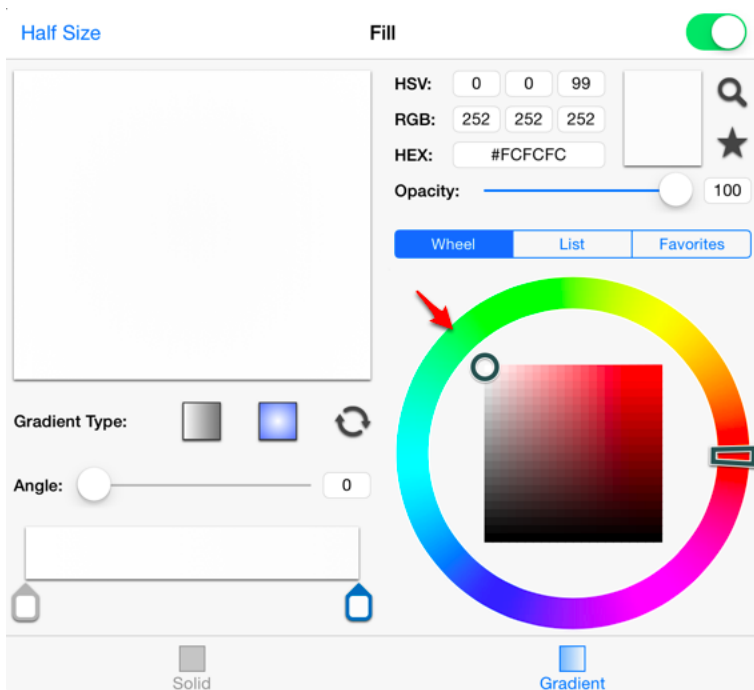 Half Size
Fill
HSV: 0 0 99
RGB: 252 252 252
HEX: #FCFCFC
Opacity: 100
Wheel List Favorites
Gradient Type:
Angle: 0
Solid
Gradient